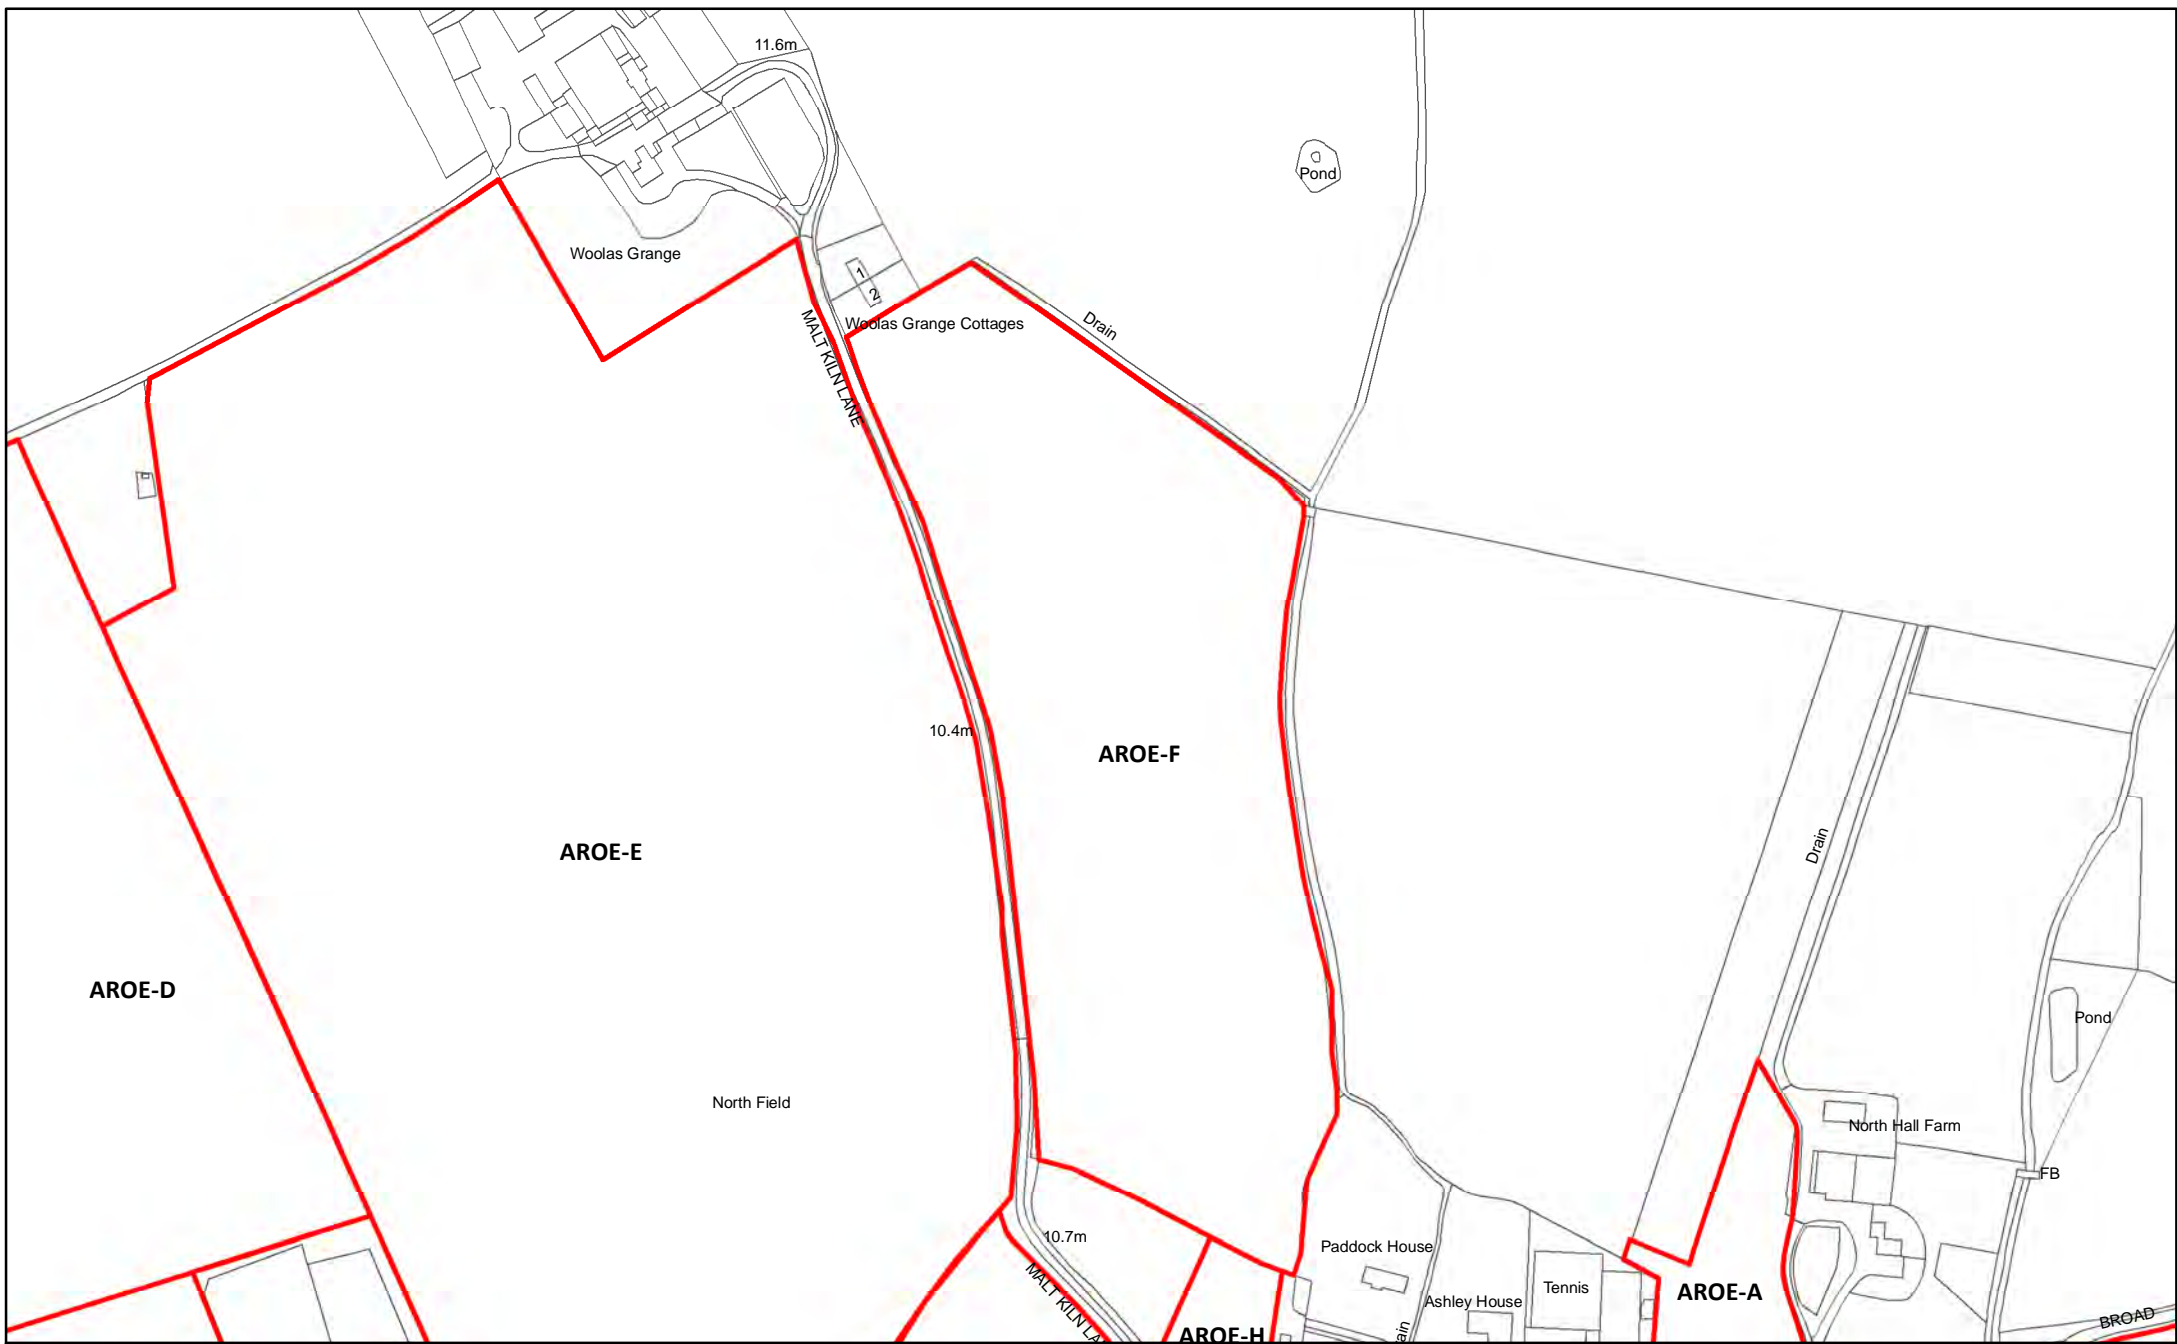 11.6m
Pond
Woolas Grange
1
2
Woolas Grange Cottages
Drain
MALT KILN LANE
10.4m
AROE-F
AROE-E
Drain
AROE-D
Pond
North Field
North Hall Farm
FB
10.7m
Paddock House
MALT KILN LA
Tennis
AROE-A
Ashley House
BROAD
AROE-H
ain